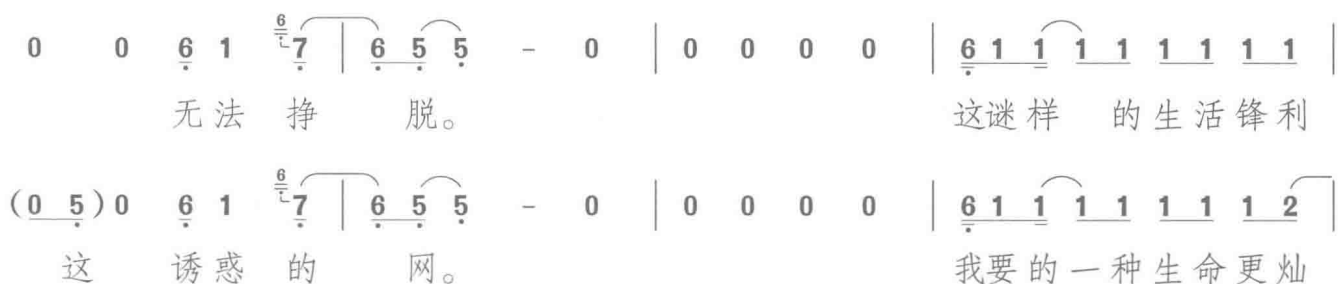 0 0 6 1 6 7 | 6 5 5 - 0 | 0 0 0 0 | 6 1 1 1 1 1 1 1 1 |
无法 挣 脱。 这谜样 的生活锋利
(0 5)0 6 1 6 7 | 6 5 5 - 0 | 0 0 0 0 | 6 1 1 1 1 1 1 1 2 |
这 诱惑 的 网。 我要的一种生命更灿